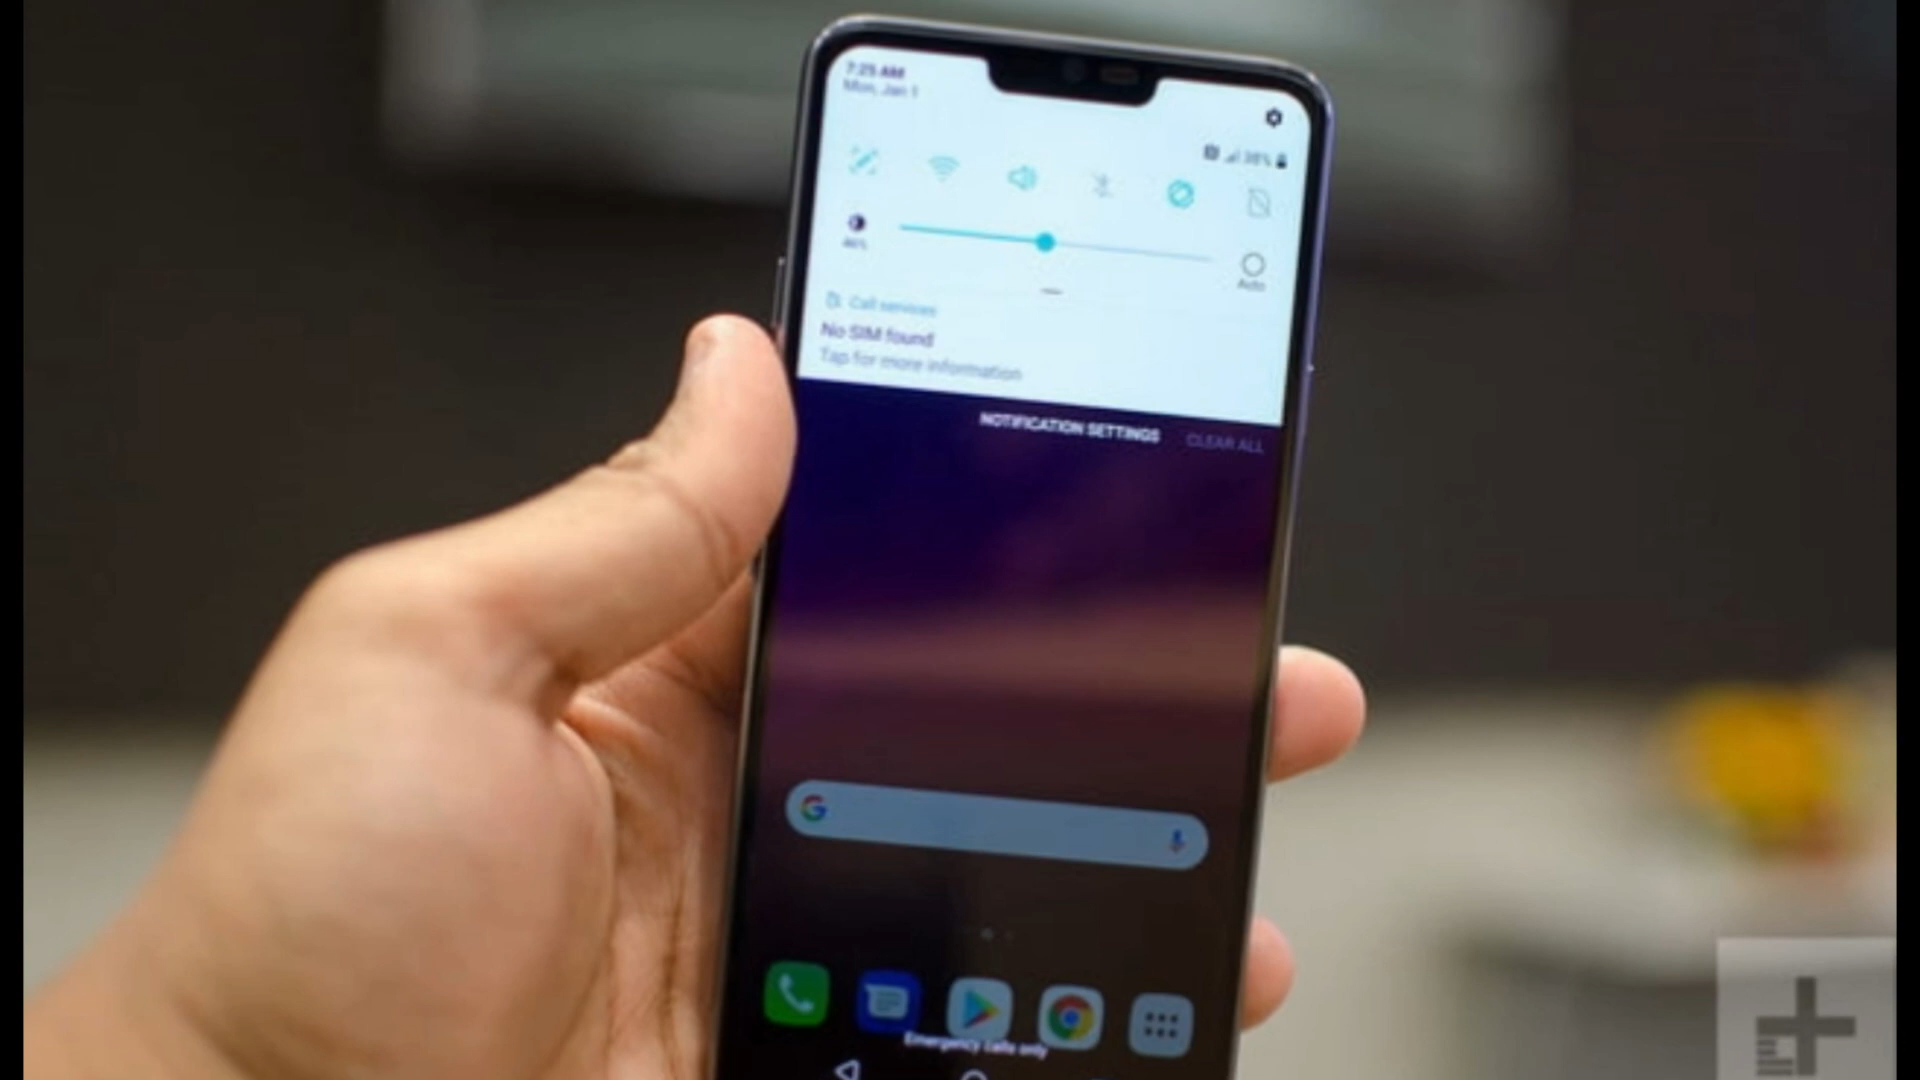 7:25 AM
Mon, Jan 1
Auto
Call services
No SIM found
Tap for more information
NOTIFICATION SETTINGS CLEAR ALL
Emergency calls only